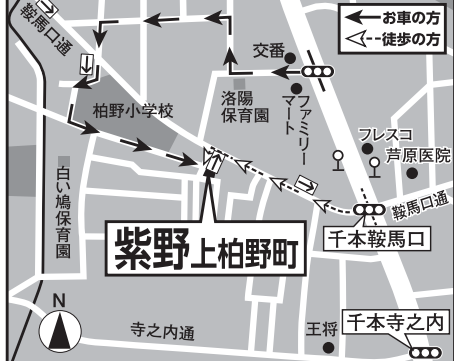 鞍馬口通
お車の方
徒歩の方
交番
洛陽
保育園
ファミリー
マート
柏野小学校
フレスコ
芦原医院
白い鳩保育園
鞍馬口通
千本鞍馬口
紫野上柏野町
千本寺之内
N
寺之内通
王将